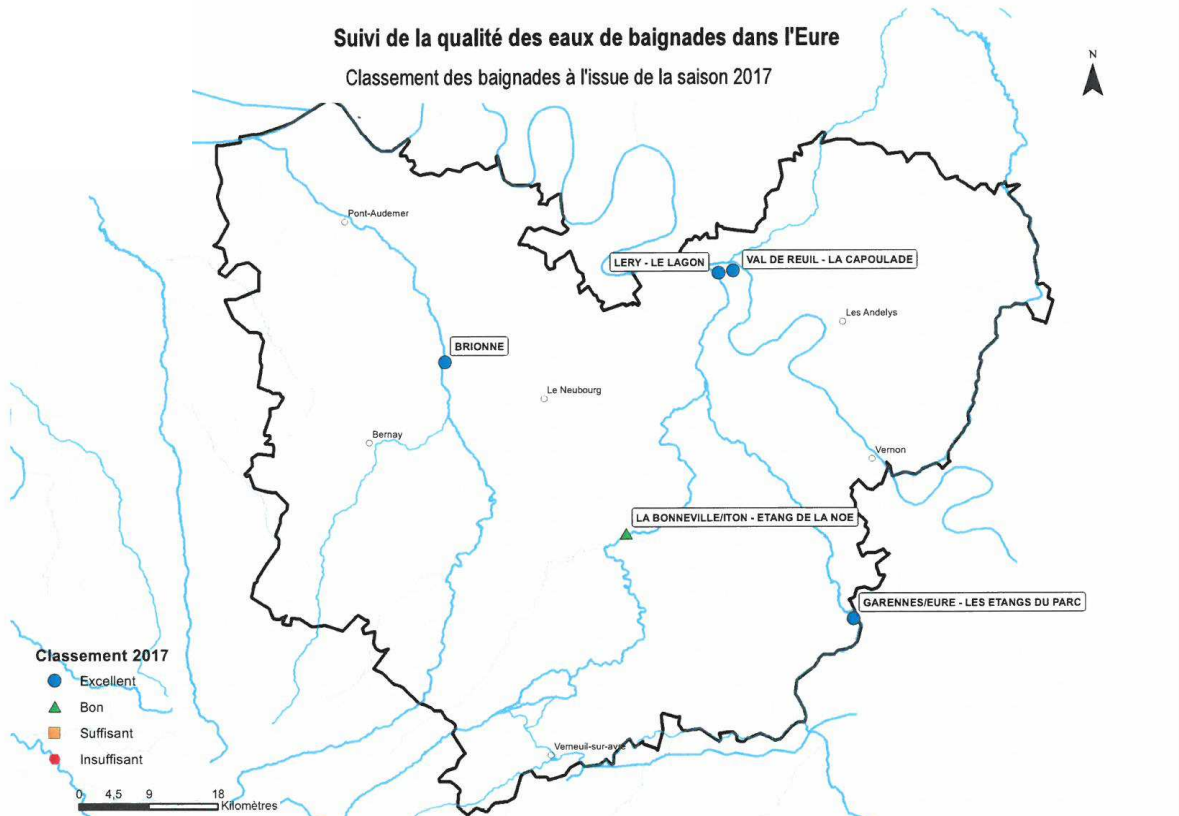 Suivi de la qualité des eaux de baignades dans l'Eure
Classement des baignades à l'issue de la saison 2017
N
Pont-Audemer
LERY - LE LAGON
VAL DE REUIL - LA CAPOULADE
Les Andelys
BRIONNE
Le Neubourg
Bernay
Vernon
LA BONNEVILLE/ITON - ETANG DE LA NOE
GARENNES/EURE - LES ETANGS DU PARC
Classement 2017
Excellent
Bon
Suffisant
Insuffisant
Verneuil-sur-avre
0 4,5 9 18
Kilomètres